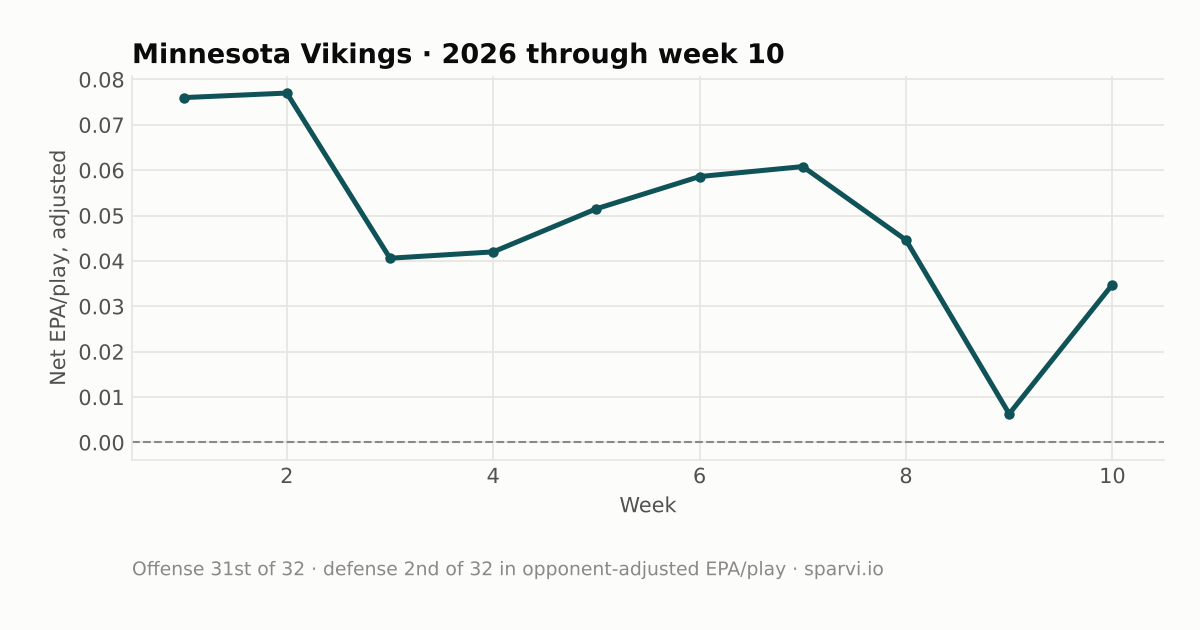 Minnesota Vikings · 2026 through week 10
Net EPA/play, adjusted
0.08
0.07
0.06
0.05
0.04
0.03
0.02
0.01
0.00
2 4 6 8 10
Week
Offense 31st of 32 · defense 2nd of 32 in opponent-adjusted EPA/play · sparvi.io